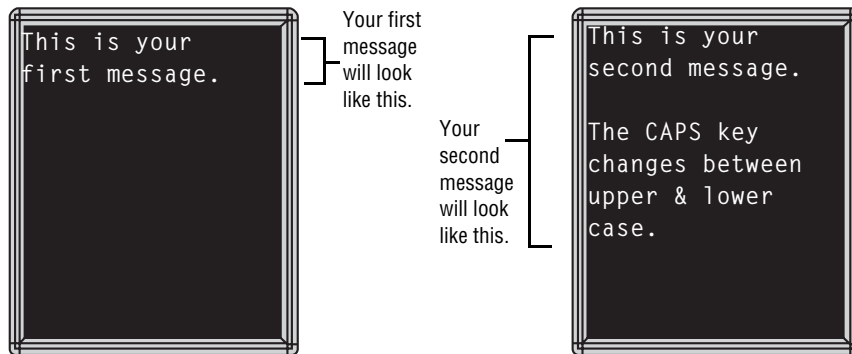 This is your
first message.
Your first
message
will look
like this.
Your
second
message
will look
like this.
This is your
second message.
The CAPS key
changes between
upper & lower
case.